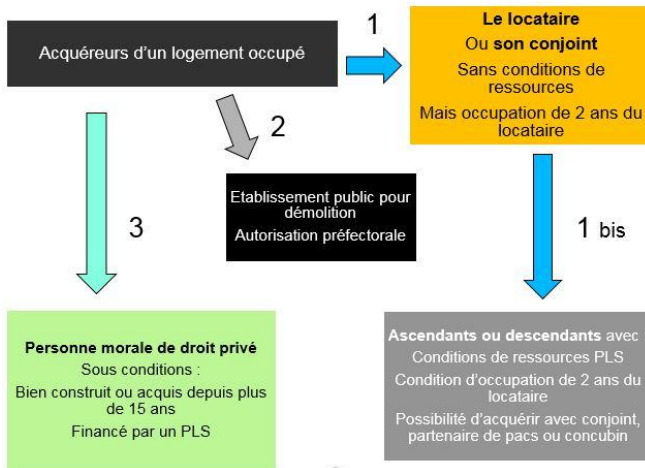 Acquéreurs d'un logement occupé
1
Le locataire
Ou son conjoint
Sans conditions de
ressources
Mais occupation de 2 ans du
locataire
2
Etablissement public pour
démolition
Autorisation préfectorale
3
1 bis
Personne morale de droit privé
Sous conditions :
Bien construit ou acquis depuis plus
de 15 ans
Financé par un PLS
Ascendants ou descendants avec
Conditions de ressources PLS
Condition d'occupation de 2 ans du
locataire
Possibilité d'acquérir avec conjoint,
partenaire de pacs ou concubin